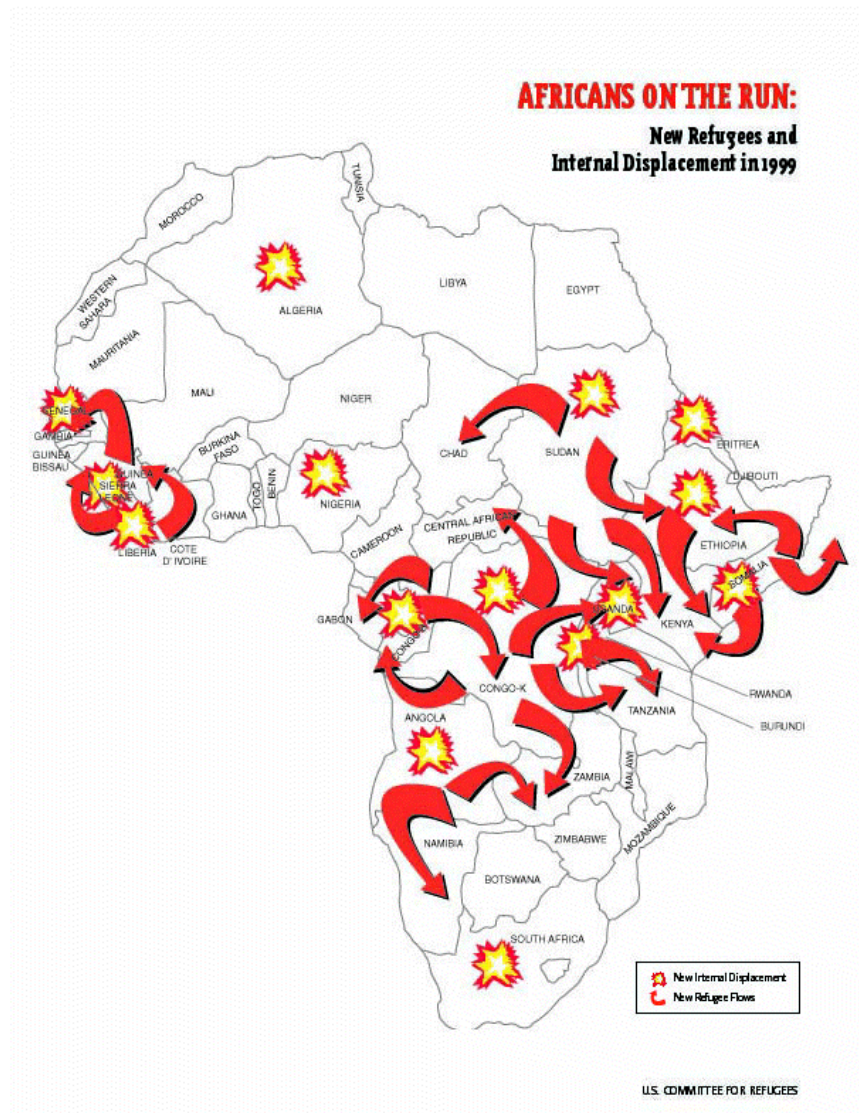 AFRICANS ON THE RUN:
New Refugees and
Internal Displacement in 1999
TUNISIA
MOROCCO
ALGERIA
LIBYA
EGYPT
WESTERN
SAHARA
MAURITANIA
MALI
NIGER
CHAD
SUDAN
ERITREA
DJIBOUTI
SENEGAL
GAMBIA
GUINEA
BISSAU
GUINEA
SIERRA
LEONE
LIBERIA
COTE
D'IVOIRE
BURKINA
FASO
GHANA
TOGO
BENIN
NIGERIA
CAMEROON
CENTRAL AFRICAN
REPUBLIC
ETHIOPIA
SOMALIA
UGANDA
KENYA
GABON
CONGO-B
CONGO-K
RWANDA
BURUNDI
TANZANIA
ANGOLA
ZAMBIA
MALAWI
MOZAMBIQUE
NAMIBIA
ZIMBABWE
BOTSWANA
SOUTH AFRICA
New Internal Displacement
New Refugee Flows
U.S. COMMITTEE FOR REFUGEES